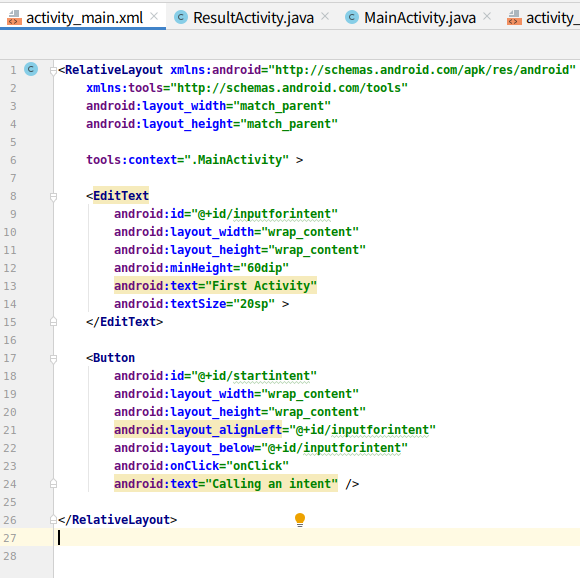 activity_main.xml ResultActivity.java MainActivity.java activity_
1 C <RelativeLayout xmlns:android="http://schemas.android.com/apk/res/android"
2 xmlns:tools="http://schemas.android.com/tools"
3 android:layout_width="match_parent"
4 android:layout_height="match_parent"
5
6 tools:context=".MainActivity" >
7
8 <EditText
9 android:id="@+id/inputforintent"
10 android:layout_width="wrap_content"
11 android:layout_height="wrap_content"
12 android:minHeight="60dip"
13 android:text="First Activity"
14 android:textSize="20sp" >
15 </EditText>
16
17 <Button
18 android:id="@+id/startintent"
19 android:layout_width="wrap_content"
20 android:layout_height="wrap_content"
21 android:layout_alignLeft="@+id/inputforintent"
22 android:layout_below="@+id/inputforintent"
23 android:onClick="onClick"
24 android:text="Calling an intent" />
25
26 </RelativeLayout>
27
28